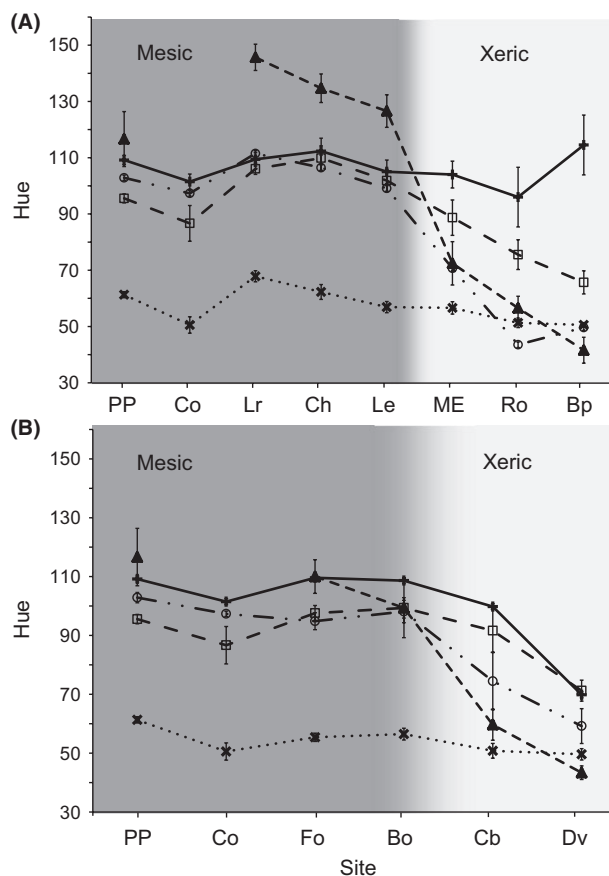 (A)
Mesic
Xeric
150
130
110
90
70
50
30
Hue
PP Co Lr Ch Le ME Ro Bp
(B)
Mesic
Xeric
150
130
110
90
70
50
30
Hue
PP Co Fo Bo Cb Dv
Site